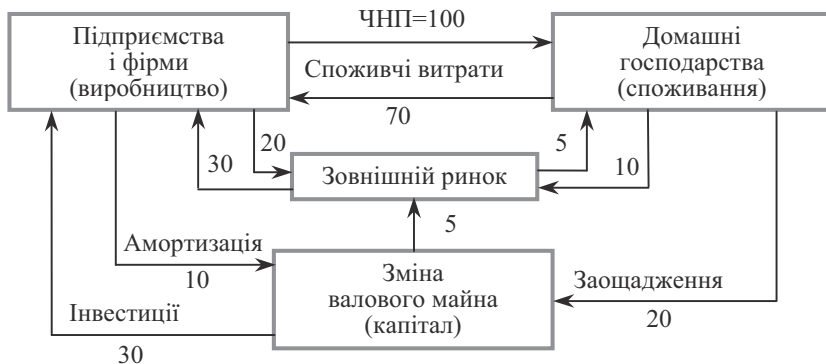 Підприємства
і фірми
(виробництво)
ЧНП=100
Споживчі витрати
70
Домашні
господарства
(споживання)
20
30
Зовнішній ринок
5
10
5
Амортизація
10
Інвестиції
30
Зміна
валового майна
(капітал)
Заощадження
20